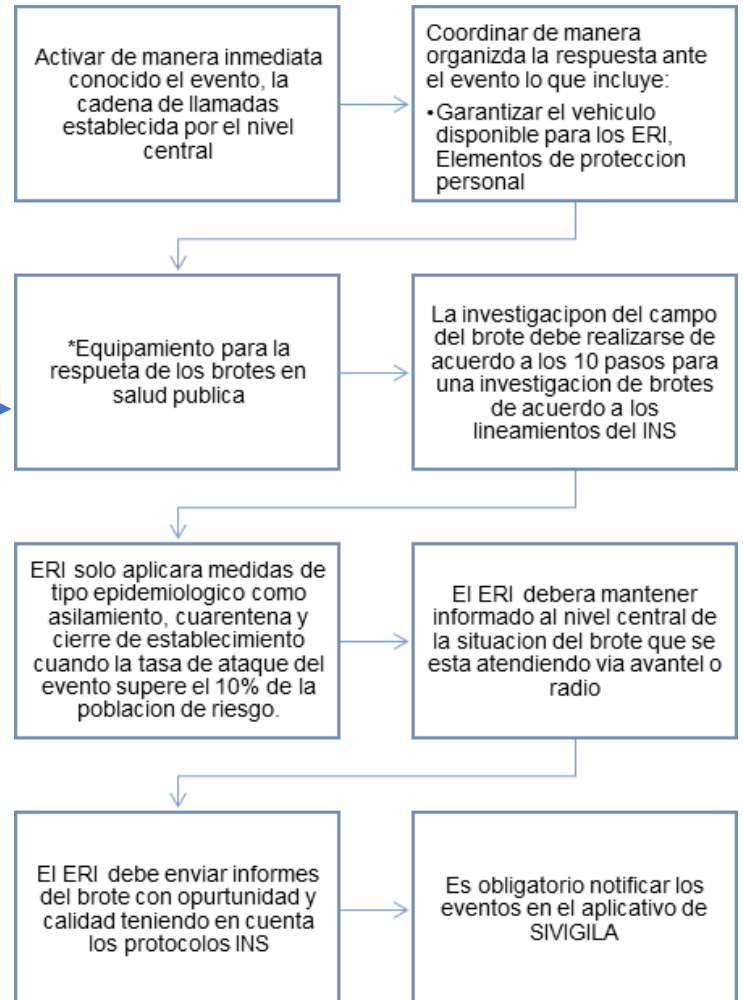 Activar de manera inmediata
conocido el evento, la
cadena de llamadas
establecida por el nivel
central
Coordinar de manera
organizda la respuesta ante
el evento lo que incluye:
•Garantizar el vehiculo
disponible para los ERI,
Elementos de proteccion
personal
*Equipamiento para la
respueta de los brotes en
salud publica
La investigacipon del campo
del brote debe realizarse de
acuerdo a los 10 pasos para
una investigacion de brotes
de acuerdo a los
lineamientos del INS
ERI solo aplicara medidas de
tipo epidemiologico como
asilamiento, cuarentena y
cierre de establecimiento
cuando la tasa de ataque del
evento supere el 10% de la
poblacion de riesgo.
El ERI debera mantener
informado al nivel central de
la situacion del brote que se
esta atendiendo via avantel o
radio
El ERI debe enviar informes
del brote con opurtunidad y
calidad teniendo en cuenta
los protocolos INS
Es obligatorio notificar los
eventos en el aplicativo de
SIVIGILA